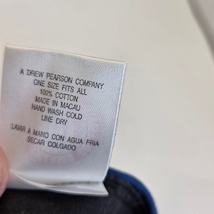 A DREW PEARSON COMPANY
ONE SIZE FITS ALL
100% COTTON
MADE IN MACAU
HAND WASH COLD
LINE DRY
LAVAR A MANO CON AGUA FRIA
SECAR COLGADO